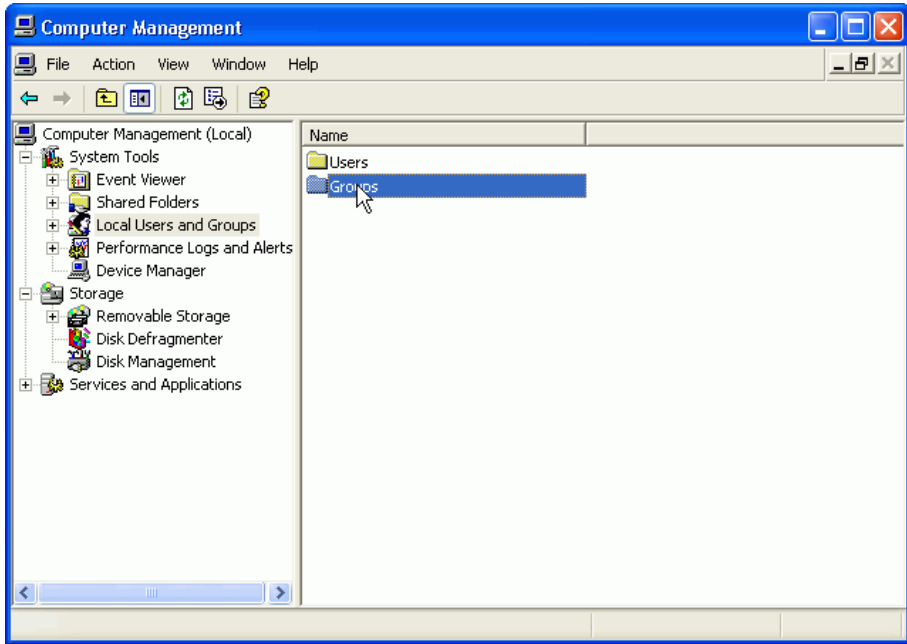 Computer Management
File Action View Window Help
Computer Management (Local)
System Tools
Event Viewer
Shared Folders
Local Users and Groups
Performance Logs and Alerts
Device Manager
Storage
Removable Storage
Disk Defragmenter
Disk Management
Services and Applications
Name
Users
Groups